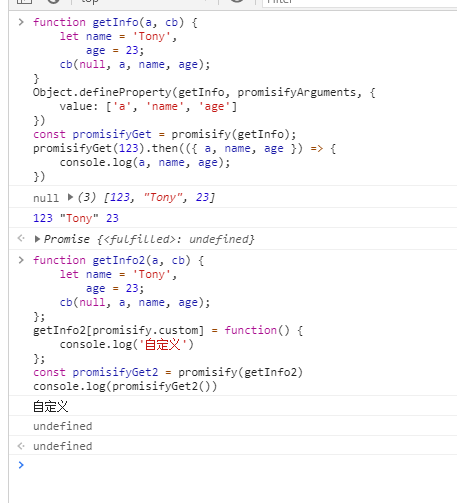 top
Filter
> function getInfo(a, cb) {
let name = 'Tony',
age = 23;
cb(null, a, name, age);
}
Object.defineProperty(getInfo, promisifyArguments, {
value: ['a', 'name', 'age']
})
const promisifyGet = promisify(getInfo);
promisifyGet(123).then(({ a, name, age }) => {
console.log(a, name, age);
})
null ▶ (3) [123, "Tony", 23]
123 "Tony" 23
<· ▶ Promise {<fulfilled>: undefined}
> function getInfo2(a, cb) {
let name = 'Tony',
age = 23;
cb(null, a, name, age);
};
getInfo2[promisify.custom] = function() {
console.log('自定义')
};
const promisifyGet2 = promisify(getInfo2)
console.log(promisifyGet2())
自定义
undefined
<· undefined
>